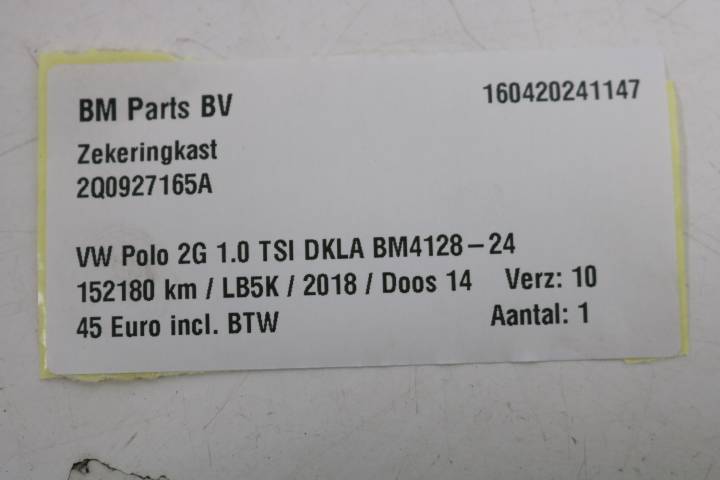 BM Parts BV 160420241147
Zekeringkast
2Q0927165A
VW Polo 2G 1.0 TSI DKLA BM4128-24
152180 km / LB5K / 2018 / Doos 14 Verz: 10
45 Euro incl. BTW Aantal: 1